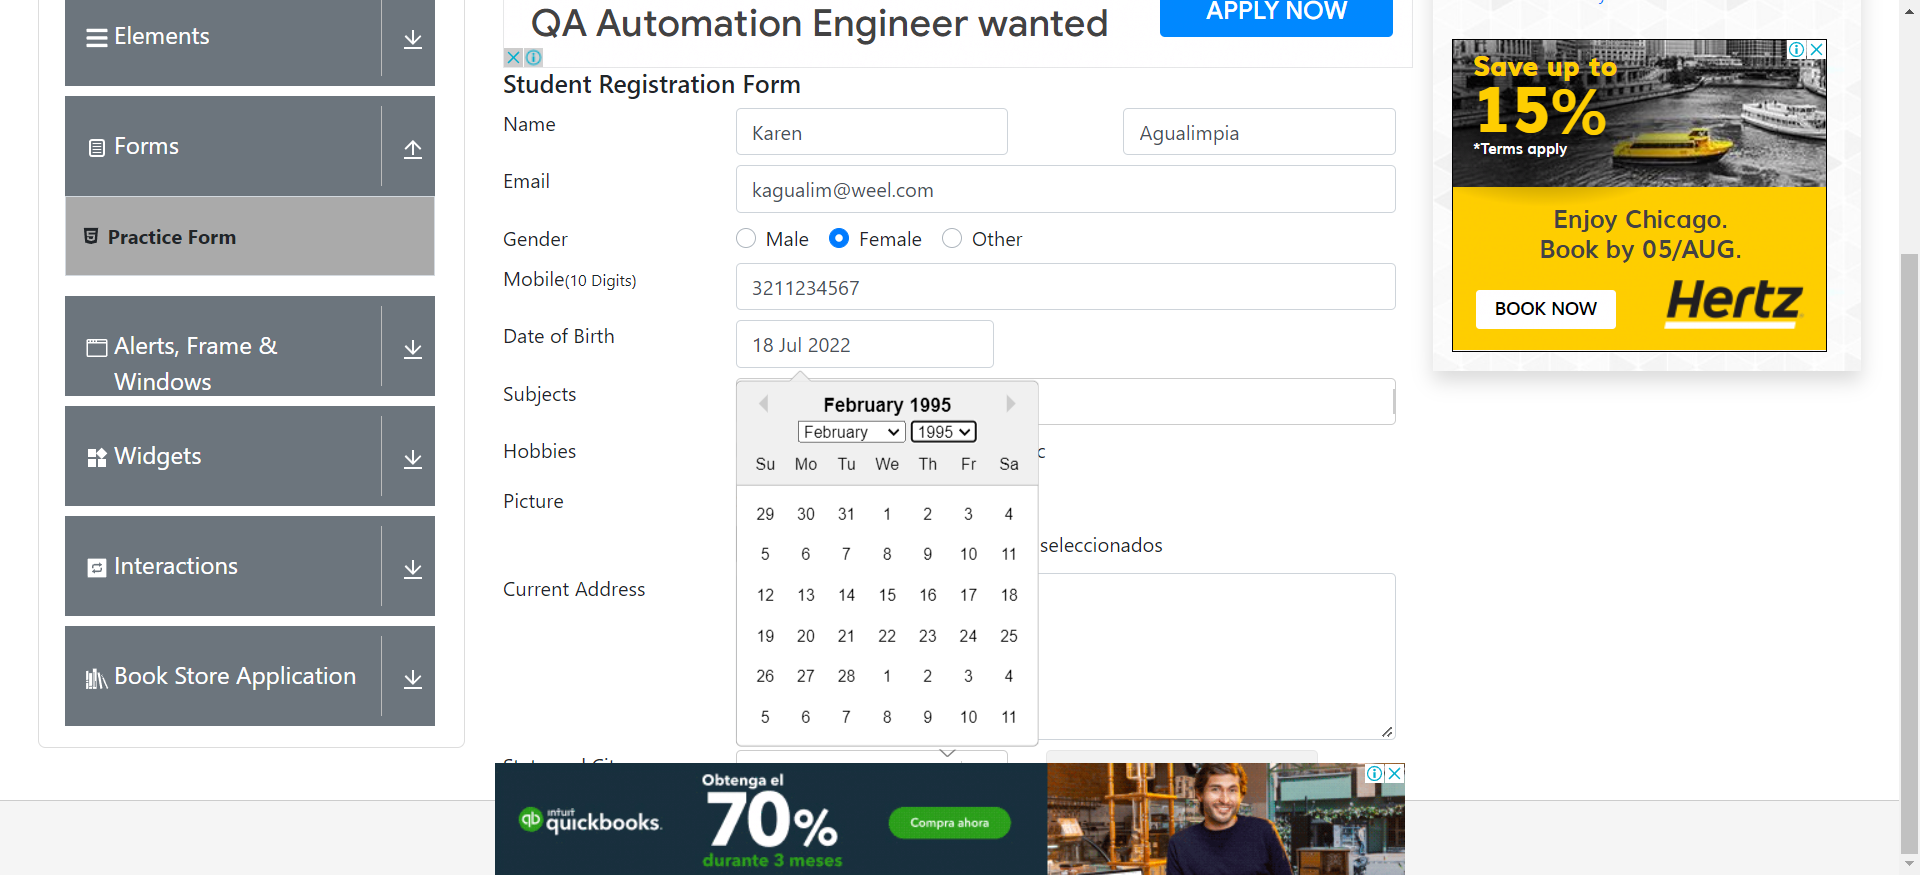 Elements
Forms
Practice Form
Alerts, Frame &
Windows
Widgets
Interactions
Book Store Application
QA Automation Engineer wanted
APPLY NOW
Student Registration Form
Name
Karen
Agualimpia
Email
kagualim@weel.com
Gender
Male
Female
Other
Mobile(10 Digits)
3211234567
Date of Birth
18 Jul 2022
Subjects
February 1995
February
1995
Su Mo Tu We Th Fr Sa
29 30 31 1 2 3 4
5 6 7 8 9 10 11
12 13 14 15 16 17 18
19 20 21 22 23 24 25
26 27 28 1 2 3 4
5 6 7 8 9 10 11
Hobbies
c
Picture
seleccionados
Current Address
Save up to
15%
*Terms apply
Enjoy Chicago.
Book by 05/AUG.
BOOK NOW
Hertz
intuit
quickbooks.
Obtenga el
70%
durante 3 meses
Compra ahora